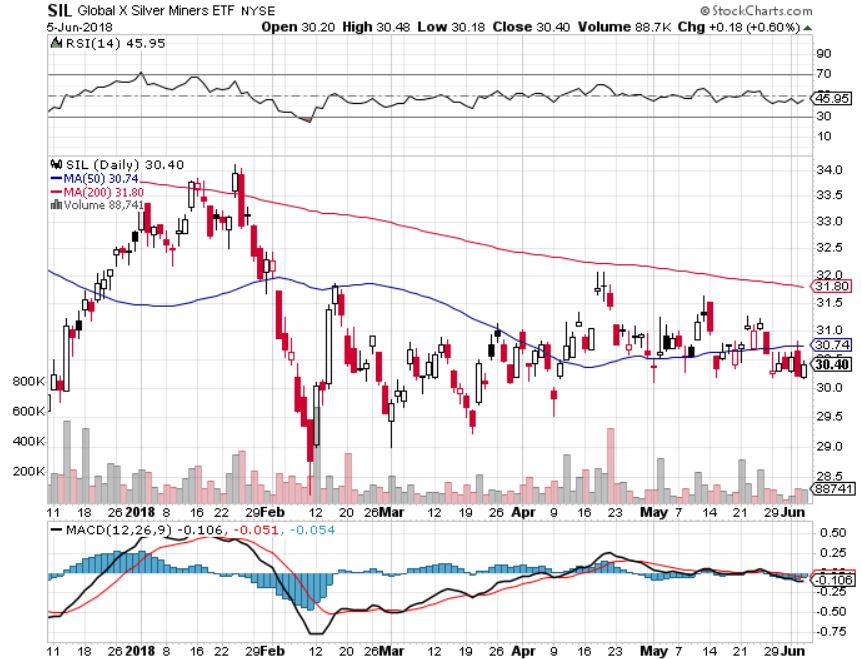 SIL Global X Silver Miners ETF NYSE © StockCharts.com
5-Jun-2018 Open 30.20 High 30.48 Low 30.18 Close 30.40 Volume 88.7K Chg +0.18 (+0.60%)
RSI(14) 45.95
90
70
45.95
30
10
SIL (Daily) 30.40
MA(50) 30.74
MA(200) 31.80
Volume 88,741
34.0
33.5
33.0
32.5
32.0
31.80
31.5
31.0
30.74
30.40
30.0
29.5
29.0
28.5
800K
600K
400K
200K
88741
11 18 26 2018 8 16 22 29 Feb 12 20 26 Mar 12 19 26 Apr 9 16 23 May 7 14 21 29 Jun
MACD(12,26,9) -0.106, -0.051, -0.054
0.50
0.25
-0.106
-0.25
-0.50
-0.75
11 18 26 2018 8 16 22 29 Feb 12 20 26 Mar 12 19 26 Apr 9 16 23 May 7 14 21 29 Jun